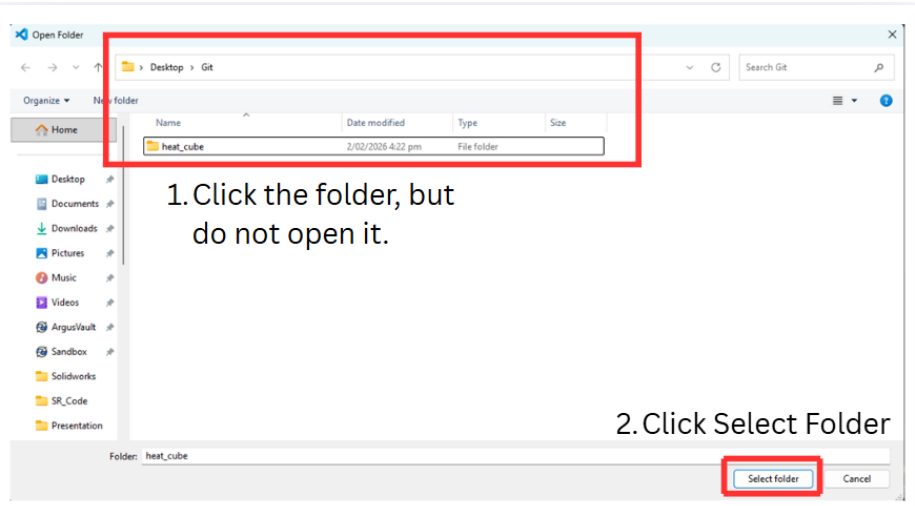 Open Folder
Desktop > Git
Search Git
Organize
New folder
Home
Name
Date modified
Type
Size
heat_cube
2/02/2026 4:22 pm
File folder
Desktop
Documents
Downloads
Pictures
Music
Videos
ArgusVault
Sandbox
Solidworks
SR_Code
Presentation
1. Click the folder, but
do not open it.
2. Click Select Folder
Folder: heat_cube
Select folder
Cancel